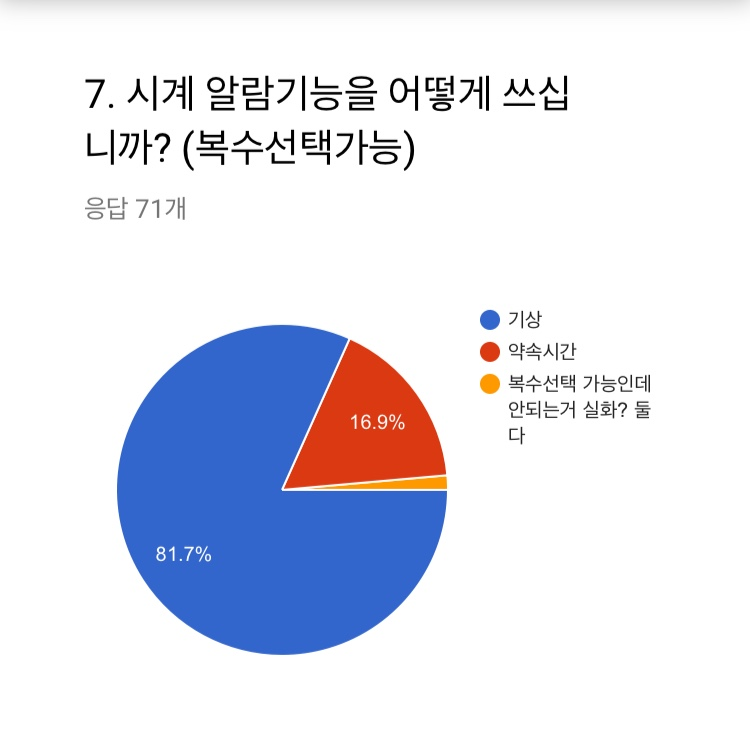 7. 시계 알람기능을 어떻게 쓰십
니까? (복수선택가능)
응답 71개
기상
약속시간
복수선택 가능인데
안되는거 실화? 둘
다
16.9%
81.7%